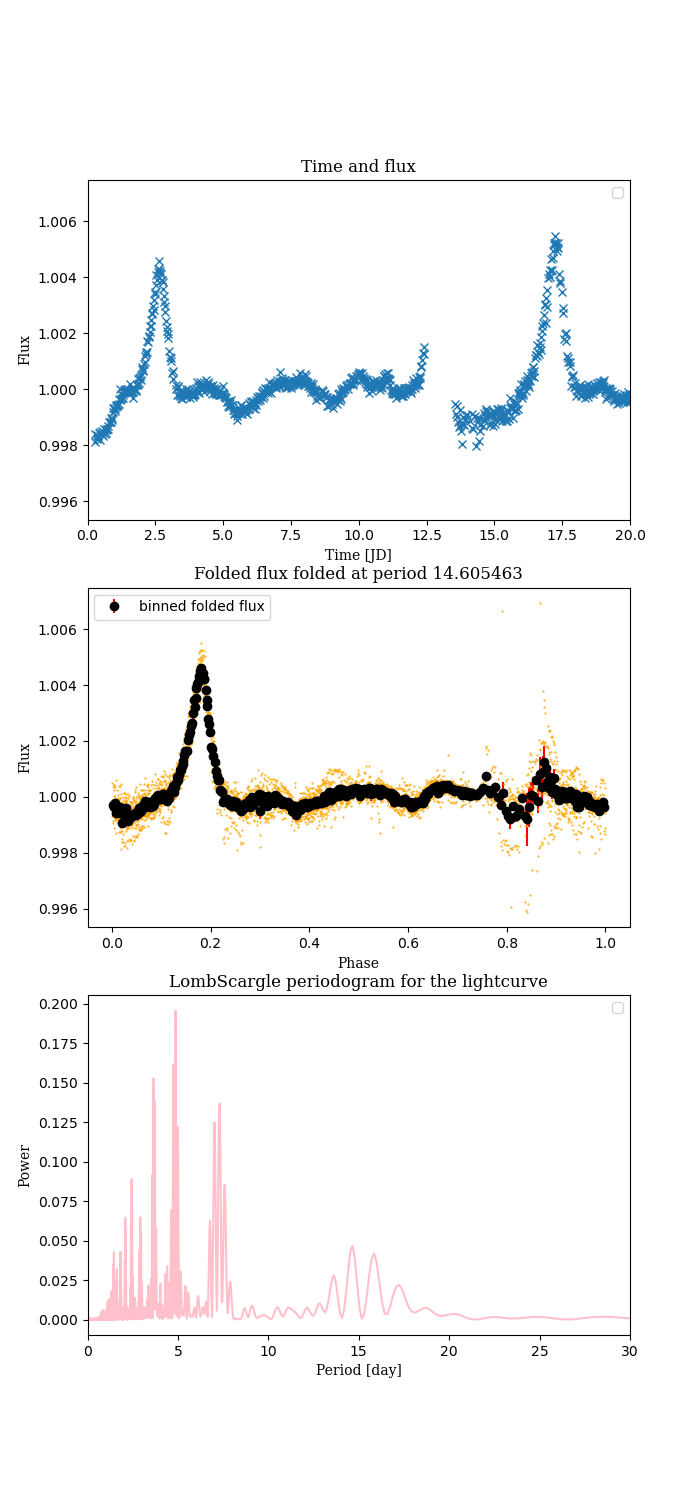 Time and flux
1.006
1.004
1.002
1.000
0.998
0.996
Flux
0.0 2.5 5.0 7.5 10.0 12.5 15.0 17.5 20.0
Time [JD]
Folded flux folded at period 14.605463
binned folded flux
1.006
1.004
1.002
1.000
0.998
0.996
Flux
0.0 0.2 0.4 0.6 0.8 1.0
Phase
LombScargle periodogram for the lightcurve
0.200
0.175
0.150
0.125
0.100
0.075
0.050
0.025
0.000
Power
0 5 10 15 20 25 30
Period [day]